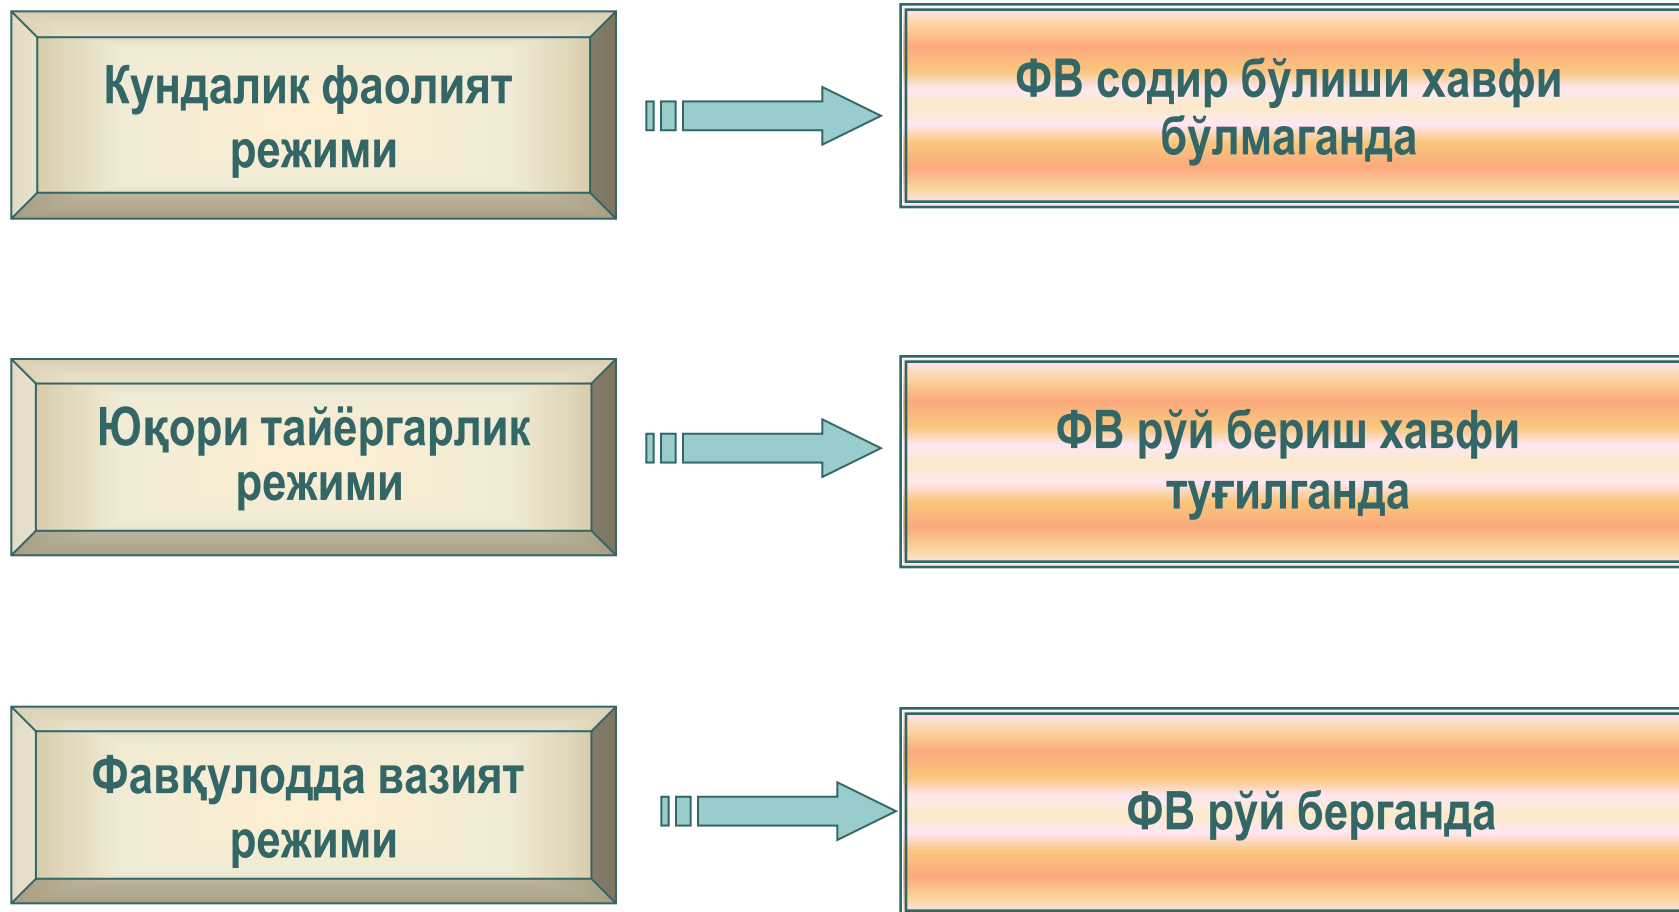 Кундалик фаолият
режими
ФВ содир бўлиши хавфи
бўлмаганда
Юқори тайёргарлик
режими
ФВ рўй бериш хавфи
туғилганда
Фавқулодда вазият
режими
ФВ рўй берганда